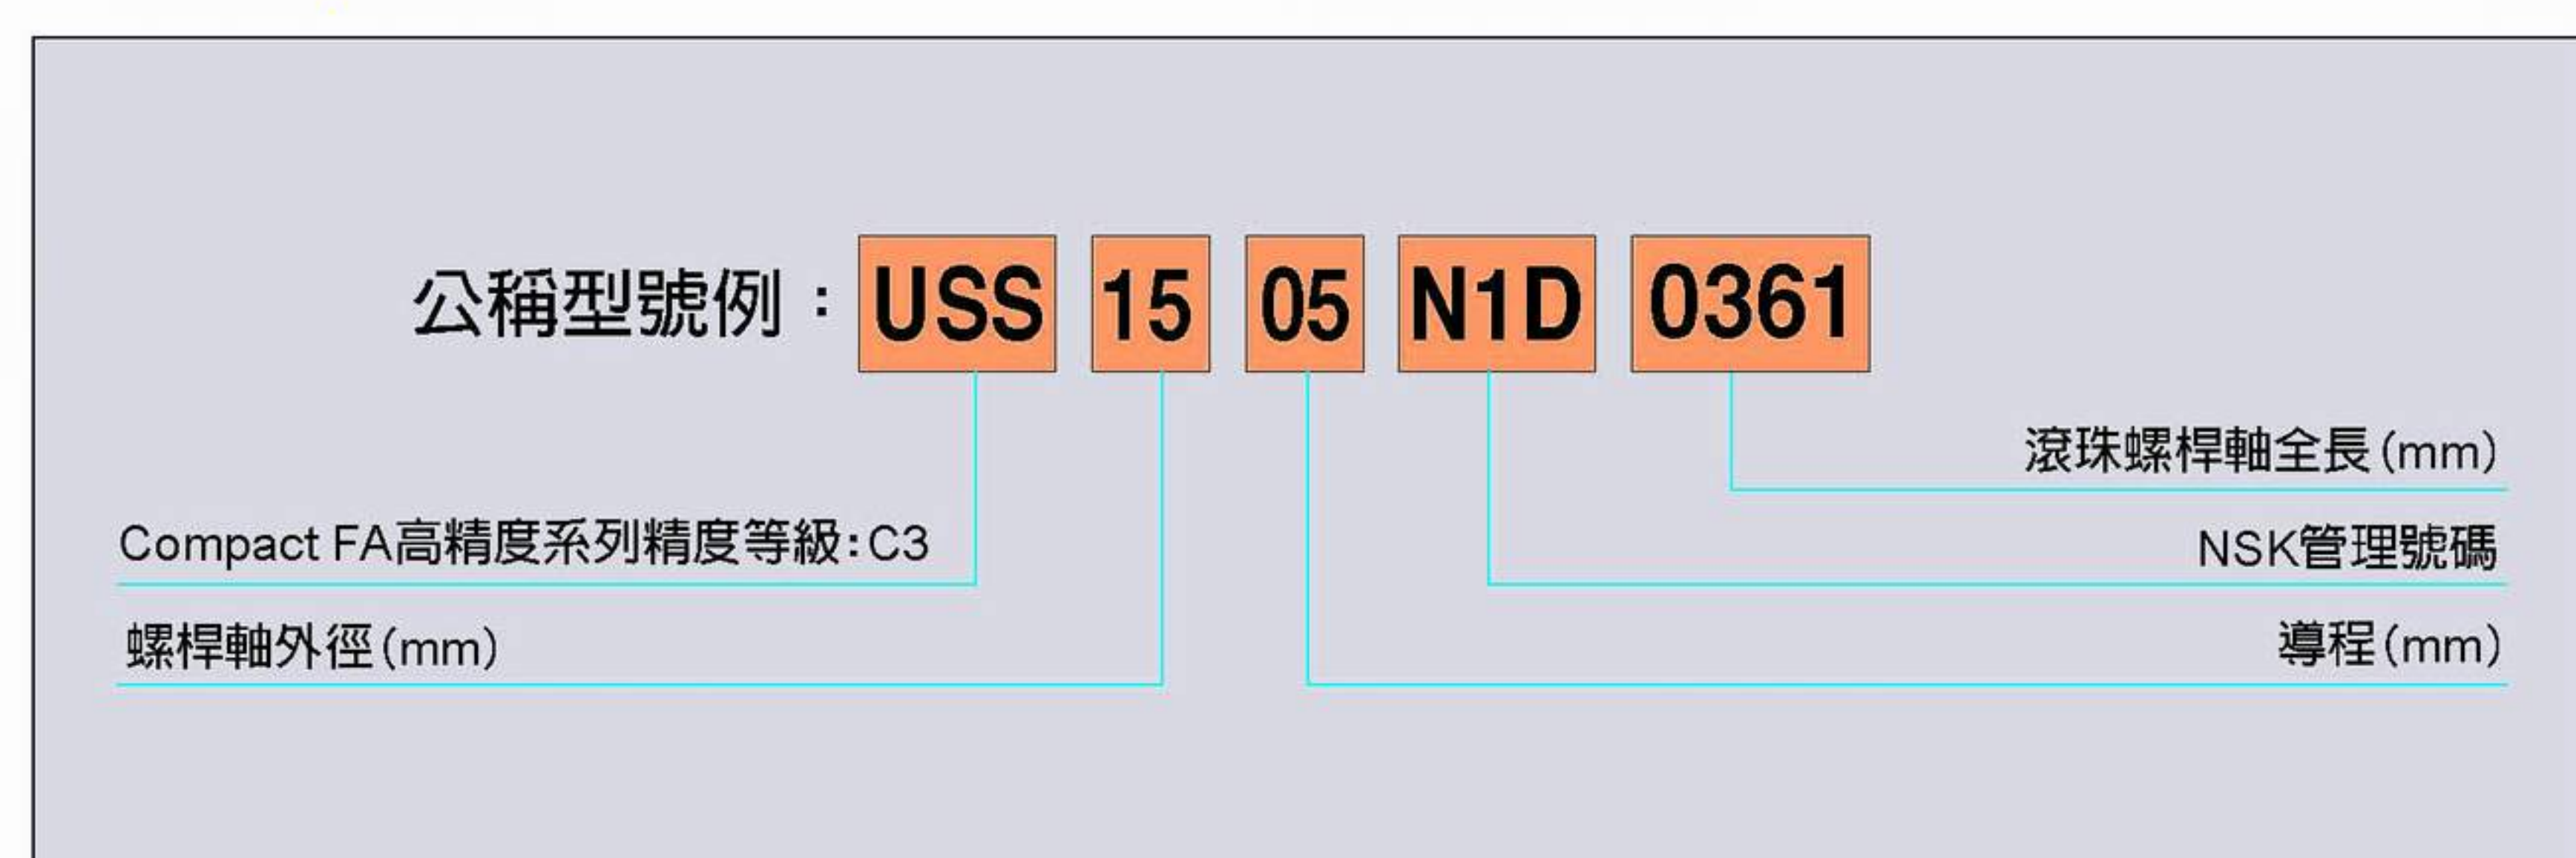 公稱型號例：USS 15 05 N1D 0361
滾珠螺桿軸全長(mm)
Compact FA高精度系列精度等級:C3
NSK管理號碼
螺桿軸外徑(mm)
導程(mm)